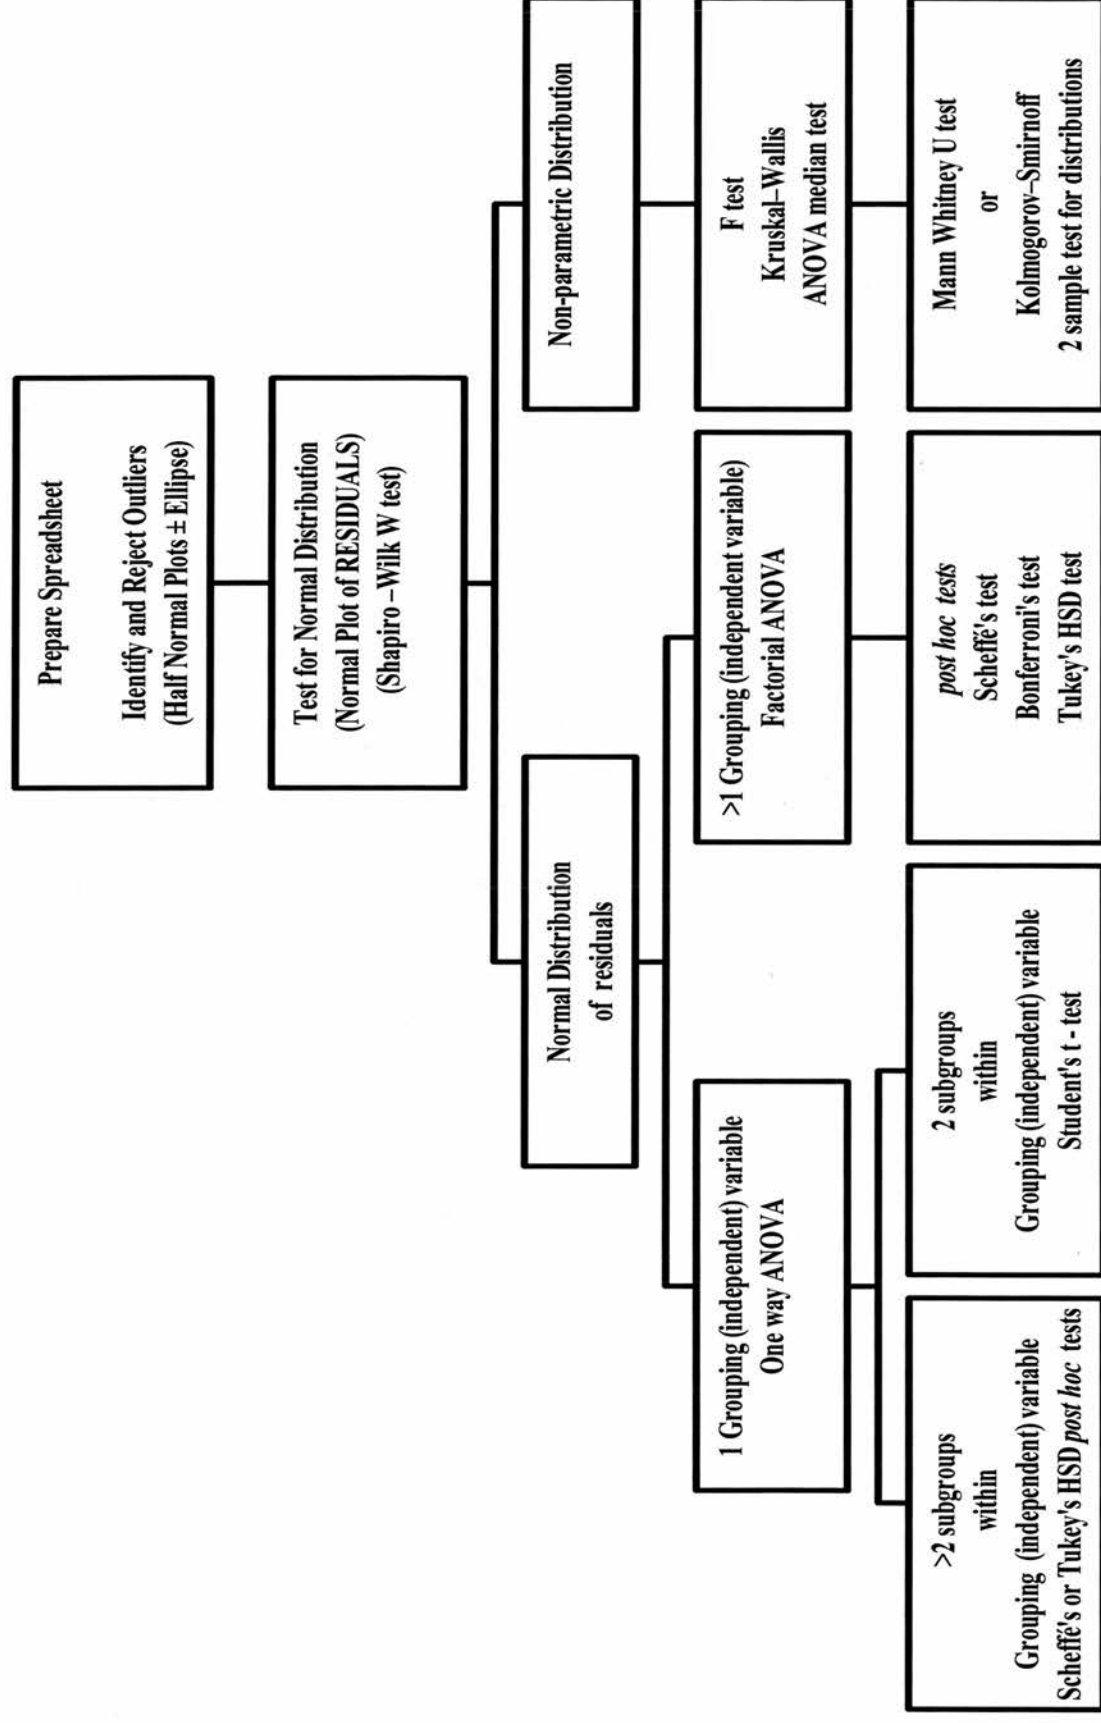 Prepare Spreadsheet
Identify and Reject Outliers
(Half Normal Plots ± Ellipse)
Test for Normal Distribution
(Normal Plot of RESIDUALS)
(Shapiro–Wilk W test)
Normal Distribution
of residuals
Non-parametric Distribution
1 Grouping (independent) variable
One way ANOVA
>1 Grouping (independent variable)
Factorial ANOVA
F test
Kruskal–Wallis
ANOVA median test
>2 subgroups
within
Grouping (independent) variable
Scheffé's or Tukey's HSD post hoc tests
2 subgroups
within
Grouping (independent) variable
Student's t - test
post hoc tests
Scheffé's test
Bonferroni's test
Tukey's HSD test
Mann Whitney U test
or
Kolmogorov–Smirnoff
2 sample test for distributions